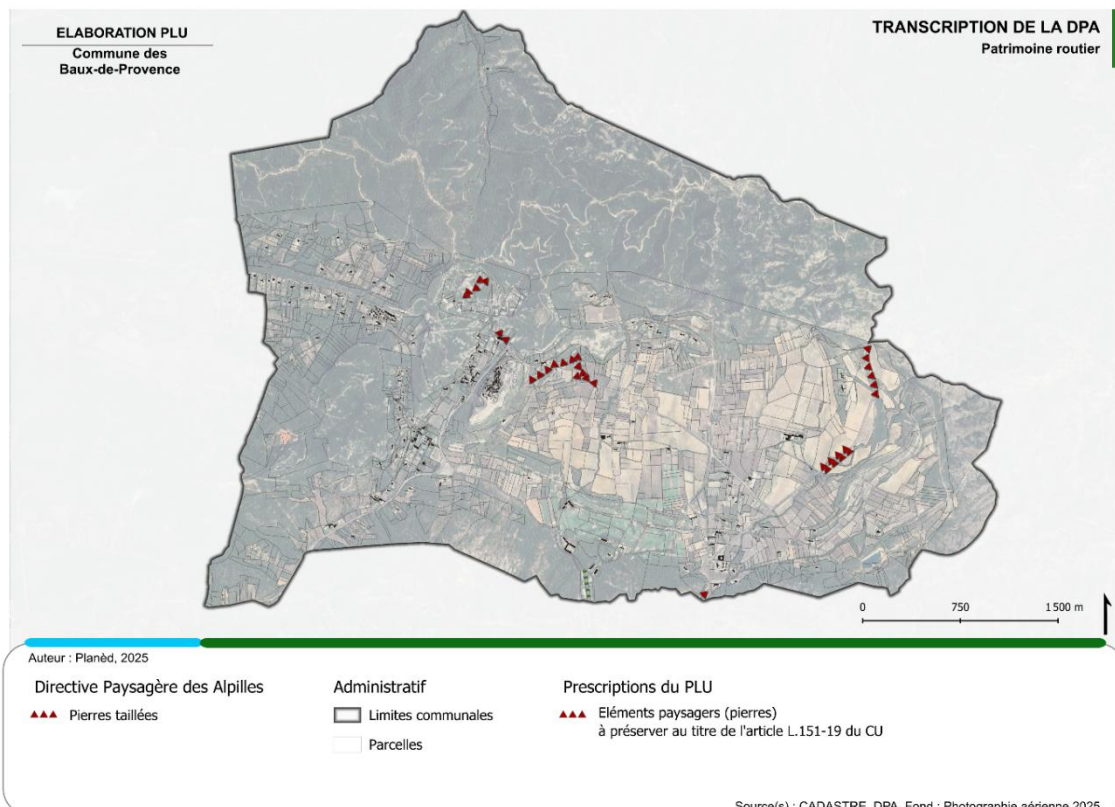 ELABORATION PLU
Commune des
Baux-de-Provence
TRANSCRIPTION DE LA DPA
Patrimoine routier
0 750 1 500 m
Auteur : Planèd, 2025
Directive Paysagère des Alpilles
Pierres taillées
Administratif
Limites communales
Parcelles
Prescriptions du PLU
Eléments paysagers (pierres)
à préserver au titre de l'article L.151-19 du CU
Source(s) : CADASTRE, DPA, Fond : Photographie aérienne 2025